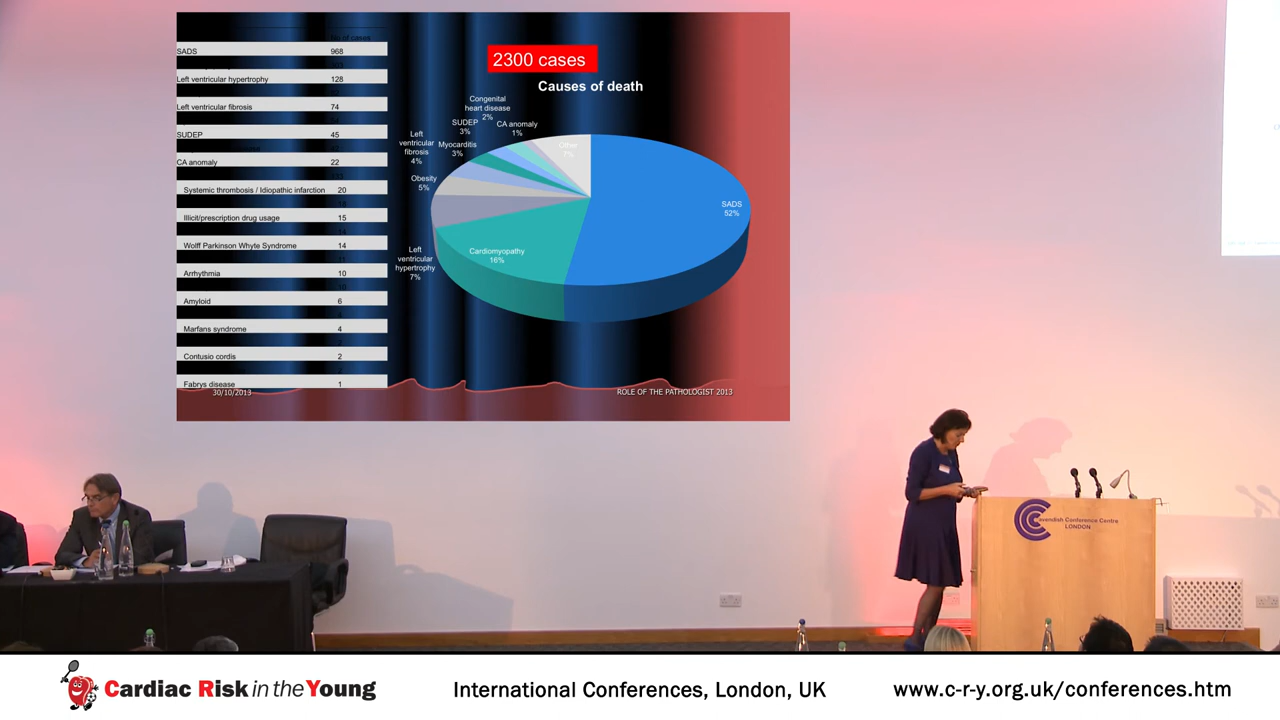 No of cases
SADS 968
Left ventricular hypertrophy 128
Left ventricular fibrosis 74
SUDEP 45
CA anomaly 22
Systemic thrombosis / Idiopathic infarction 20
Illicit/prescription drug usage 15
Wolff Parkinson Whyte Syndrome 14
Arrhythmia 10
Amyloid 6
Marfans syndrome 4
Contusio cordis 2
Fabrys disease 1
30/10/2013
2300 cases
Causes of death
Congenital
heart disease
2%
SUDEP
3%
CA anomaly
1%
Left
ventricular
fibrosis
4%
Myocarditis
3%
Other
7%
Obesity
5%
SADS
52%
Left
ventricular
hypertrophy
7%
Cardiomyopathy
16%
ROLE OF THE PATHOLOGIST 2013
Cavendish Conference Centre
LONDON
Cardiac Risk in the Young
International Conferences, London, UK
www.c-r-y.org.uk/conferences.htm